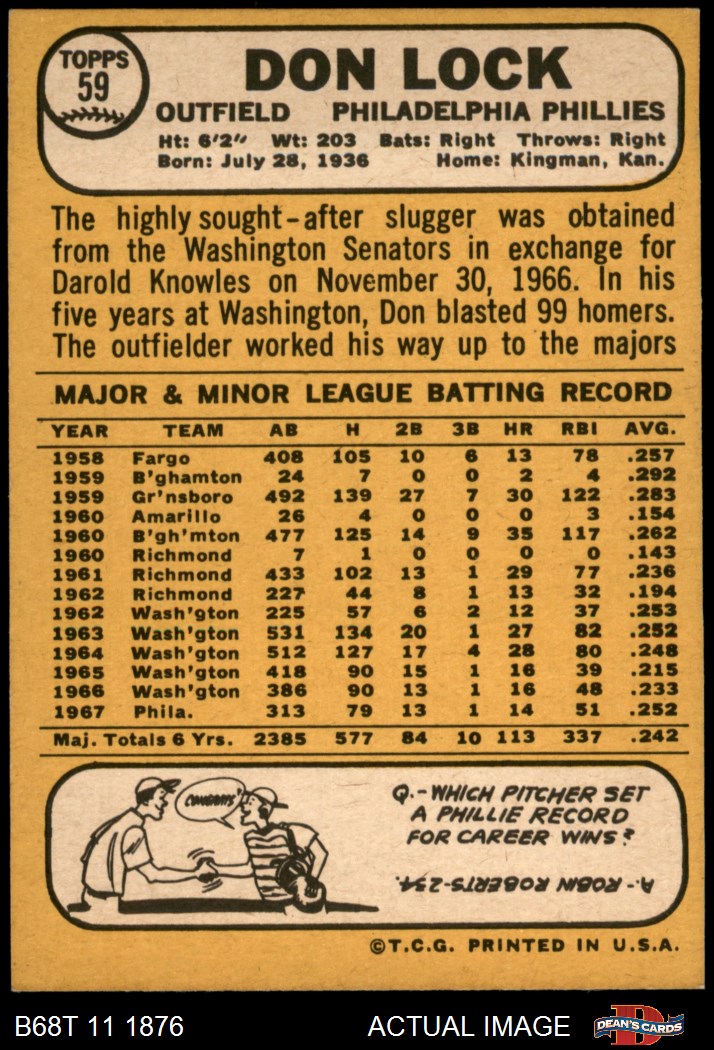 TOPPS
59
DON LOCK
OUTFIELD PHILADELPHIA PHILLIES
Ht: 6'2" Wt: 203 Bats: Right Throws: Right
Born: July 28, 1936 Home: Kingman, Kan.
The highly sought-after slugger was obtained
from the Washington Senators in exchange for
Darold Knowles on November 30, 1966. In his
five years at Washington, Don blasted 99 homers.
The outfielder worked his way up to the majors
MAJOR & MINOR LEAGUE BATTING RECORD
YEAR TEAM AB H 2B 3B HR RBI AVG.
1958 Fargo 408 105 10 6 13 78 .257
1959 B'ghamton 24 7 0 0 2 4 .292
1959 Gr'nsboro 492 139 27 7 30 122 .283
1960 Amarillo 26 4 0 0 0 3 .154
1960 B'gh'mton 477 125 14 9 35 117 .262
1960 Richmond 7 1 0 0 0 0 .143
1961 Richmond 433 102 13 1 29 77 .236
1962 Richmond 227 44 8 1 13 32 .194
1962 Wash'gton 225 57 6 2 12 37 .253
1963 Wash'gton 531 134 20 1 27 82 .252
1964 Wash'gton 512 127 17 4 28 80 .248
1965 Wash'gton 418 90 15 1 16 39 .215
1966 Wash'gton 386 90 13 1 16 48 .233
1967 Phila. 313 79 13 1 14 51 .252
Maj. Totals 6 Yrs. 2385 577 84 10 113 337 .242
CONGRATS!
Q.-WHICH PITCHER SET
A PHILLIE RECORD
FOR CAREER WINS?
A.- ROBIN ROBERTS-234.
©T.C.G. PRINTED IN U.S.A.
B68T 11 1876 ACTUAL IMAGE
D
DEAN'S CARDS